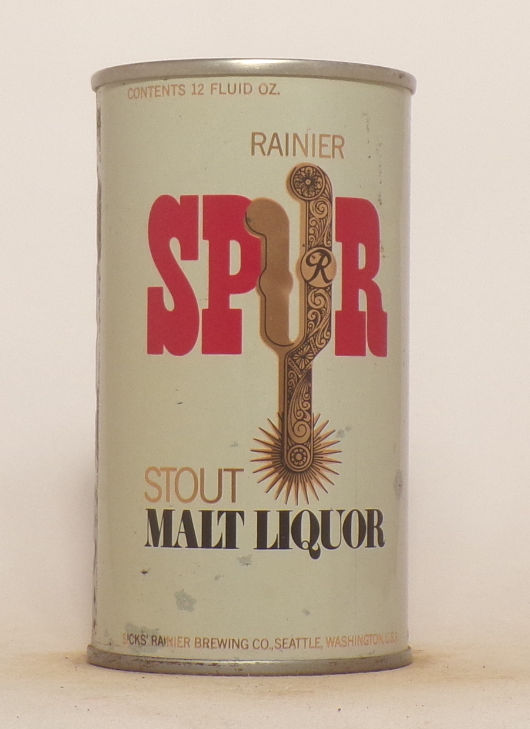 CONTENTS 12 FLUID OZ.
RAINIER
SPUR
R
STOUT
MALT LIQUOR
SICKS' RAINIER BREWING CO., SEATTLE, WASHINGTON, U.S.A.